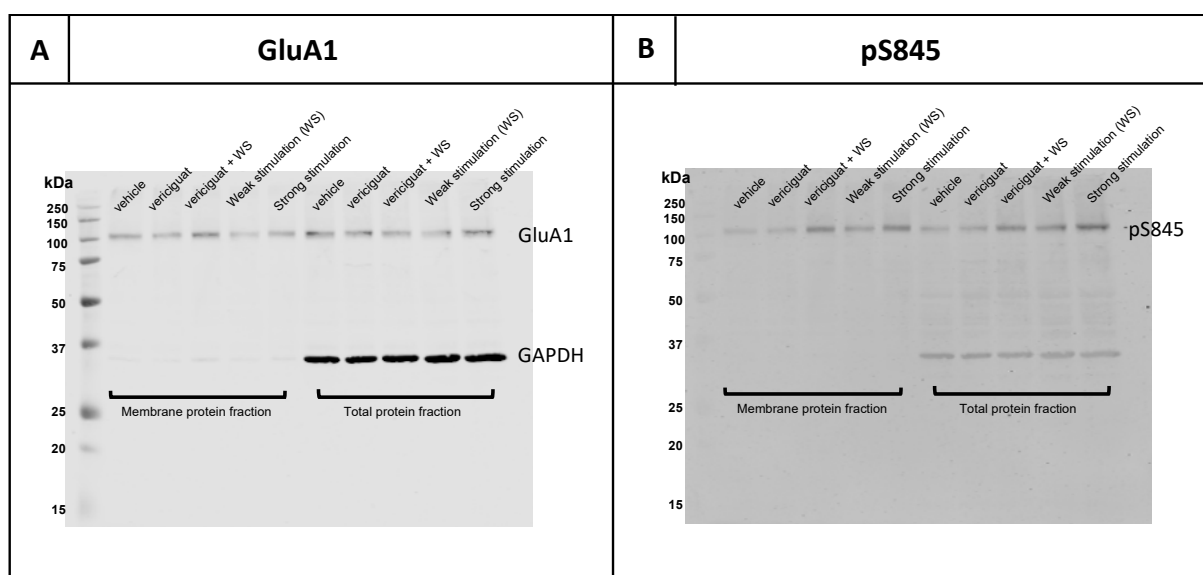 A
GluA1
B
pS845
vehicle
vericiguat
vericiguat + WS
Weak stimulation (WS)
Strong stimulation
vehicle
vericiguat
vericiguat + WS
Weak stimulation (WS)
Strong stimulation
kDa
250
150
100
75
50
37
25
20
15
GluA1
GAPDH
Membrane protein fraction
Total protein fraction
vehicle
vericiguat
vericiguat + WS
Weak stimulation (WS)
Strong stimulation
vehicle
vericiguat
vericiguat + WS
Weak stimulation (WS)
Strong stimulation
kDa
250
150
100
75
50
37
25
20
15
pS845
Membrane protein fraction
Total protein fraction